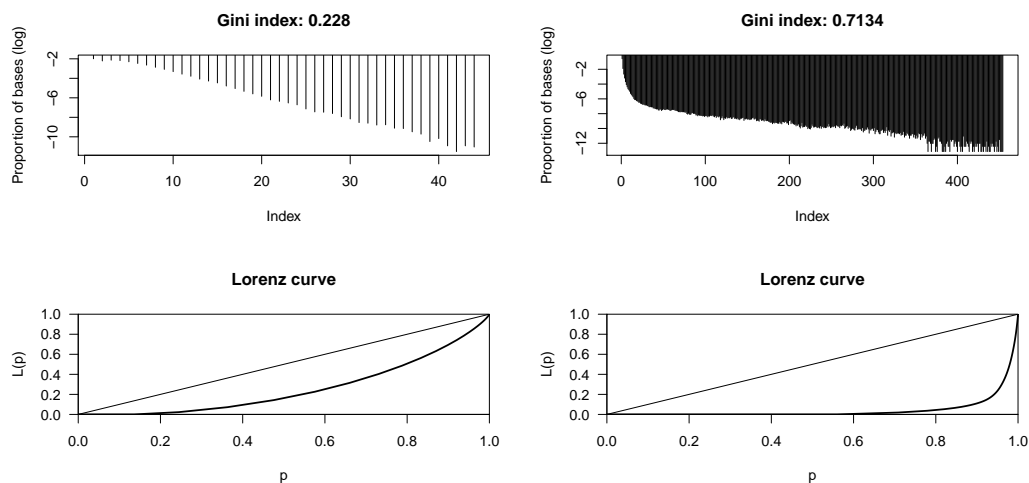 Gini index: 0.228
Proportion of bases (log)
−2
−6
−10
0 10 20 30 40
Index
Gini index: 0.7134
Proportion of bases (log)
−2
−6
−12
0 100 200 300 400
Index
Lorenz curve
L(p)
1.0
0.8
0.6
0.4
0.2
0.0
0.0 0.2 0.4 0.6 0.8 1.0
p
Lorenz curve
L(p)
1.0
0.8
0.6
0.4
0.2
0.0
0.0 0.2 0.4 0.6 0.8 1.0
p